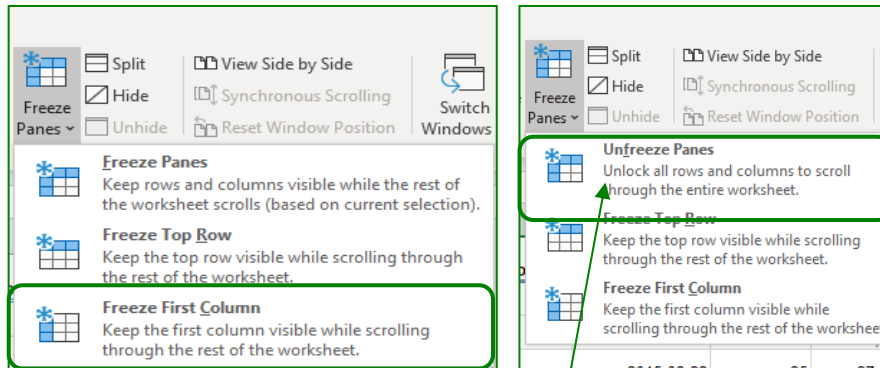 Freeze Panes
Split
Hide
Unhide
View Side by Side
Synchronous Scrolling
Reset Window Position
Switch Windows
Freeze Panes
Keep rows and columns visible while the rest of
the worksheet scrolls (based on current selection).
Freeze Top Row
Keep the top row visible while scrolling through
the rest of the worksheet.
Freeze First Column
Keep the first column visible while scrolling
through the rest of the worksheet.
Freeze Panes
Split
Hide
Unhide
View Side by Side
Synchronous Scrolling
Reset Window Position
Unfreeze Panes
Unlock all rows and columns to scroll
through the entire worksheet.
Freeze Top Row
Keep the top row visible while scrolling
through the rest of the worksheet.
Freeze First Column
Keep the first column visible while
scrolling through the rest of the workshee